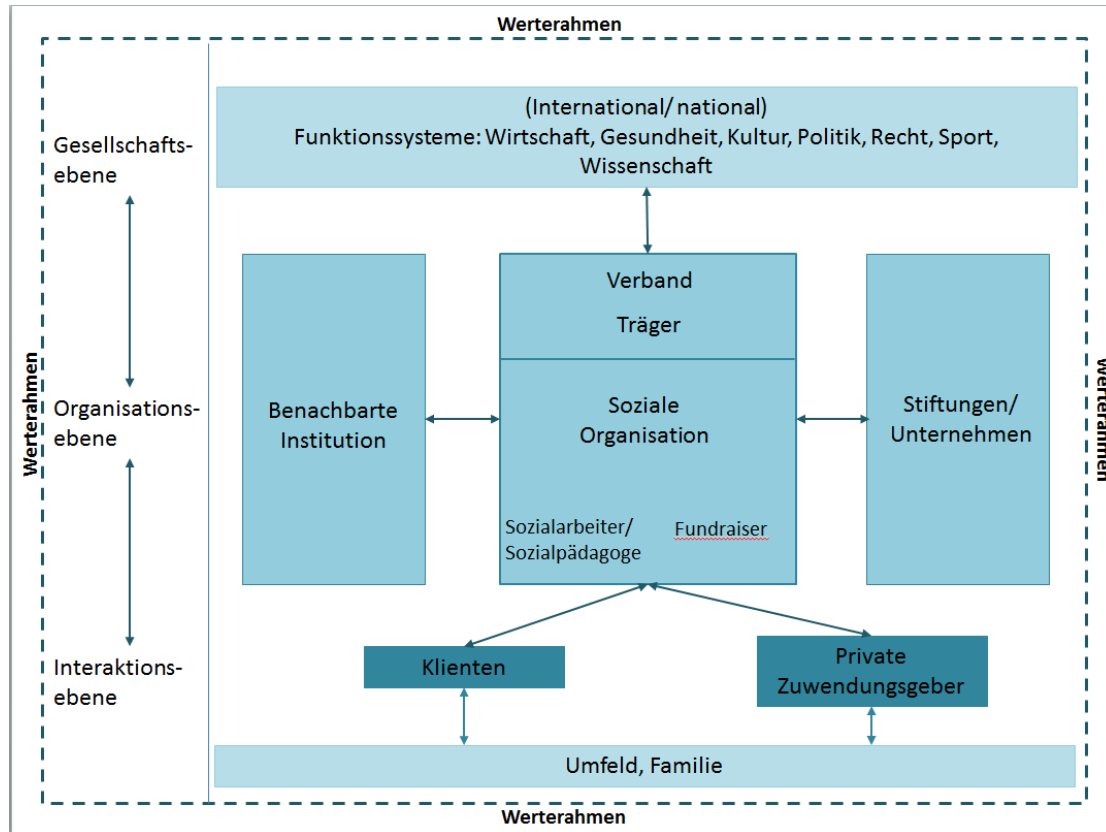 Werterahmen
(International/ national)
Funktionssysteme: Wirtschaft, Gesundheit, Kultur, Politik, Recht, Sport,
Wissenschaft
Gesellschafts-
ebene
Verband
Träger
Werterahmen
Organisations-
ebene
Benachbarte
Institution
Soziale
Organisation
Stiftungen/
Unternehmen
Werterahmen
Sozialarbeiter/
Sozialpädagoge
Fundraiser
Interaktions-
ebene
Klienten
Private
Zuwendungsgeber
Umfeld, Familie
Werterahmen